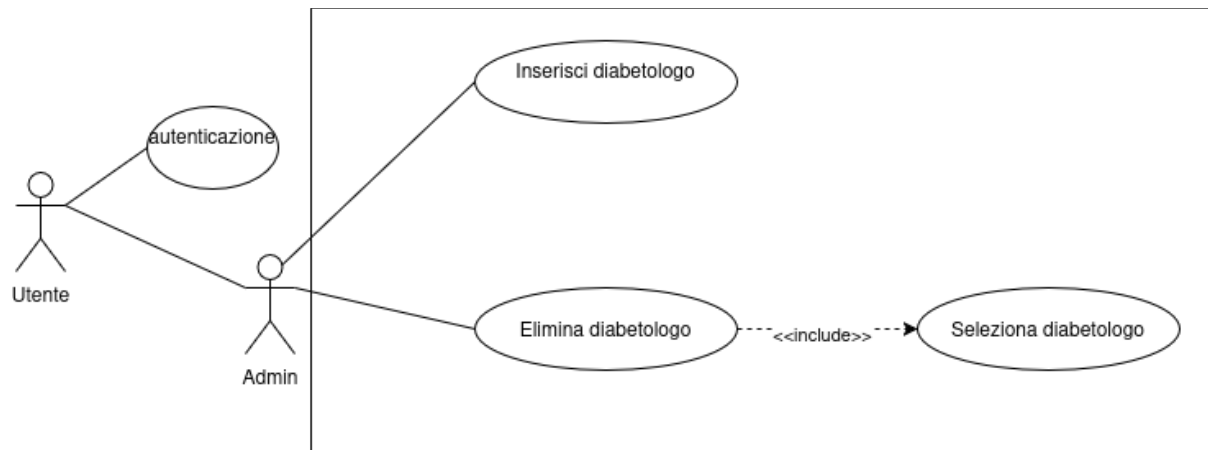 Inserisci diabetologo
autenticazione
Utente
Elimina diabetologo
<<include>>
Seleziona diabetologo
Admin